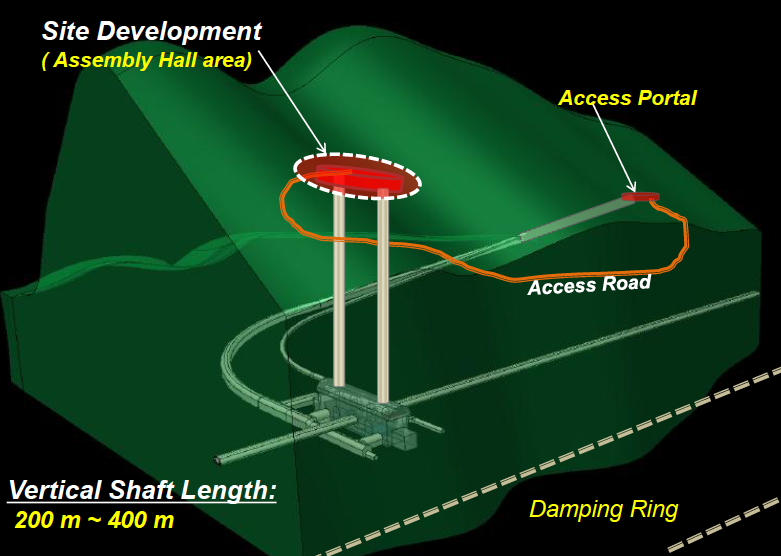 Site Development
( Assembly Hall area)
Access Portal
Access Road
Vertical Shaft Length:
200 m ~ 400 m
Damping Ring